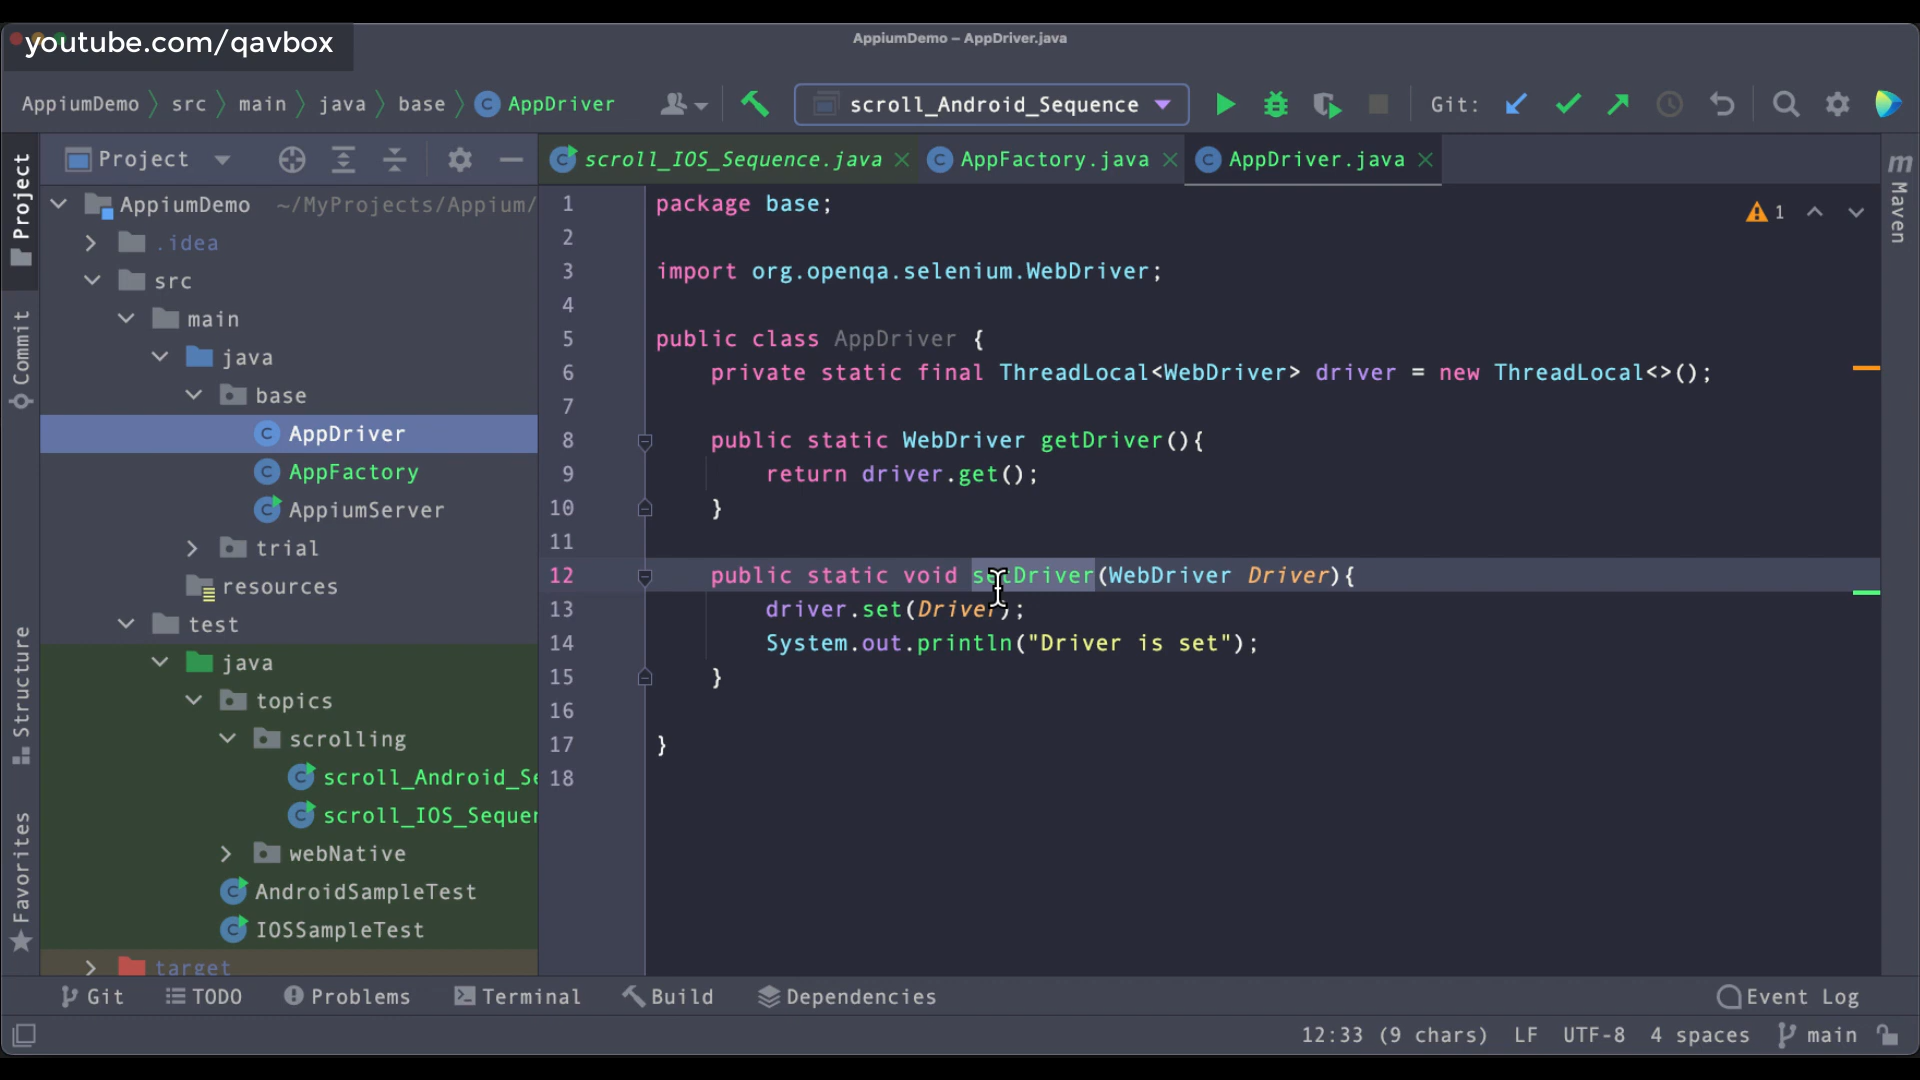 youtube.com/qavbox
AppiumDemo – AppDriver.java
AppiumDemo src main java base AppDriver
scroll_Android_Sequence
Git:
Project
scroll_IOS_Sequence.java
AppFactory.java
AppDriver.java
Project
Commit
Structure
Favorites
m
Maven
AppiumDemo ~/MyProjects/Appium/
.idea
src
main
java
base
AppDriver
AppFactory
AppiumServer
trial
resources
test
java
topics
scrolling
scroll_Android_Se
scroll_IOS_Sequer
webNative
AndroidSampleTest
IOSSampleTest
target
1
1 package base;
2
3 import org.openqa.selenium.WebDriver;
4
5 public class AppDriver {
6 private static final ThreadLocal<WebDriver> driver = new ThreadLocal<>();
7
8 public static WebDriver getDriver(){
9 return driver.get();
10 }
11
12 public static void setDriver(WebDriver Driver){
13 driver.set(Driver);
14 System.out.println("Driver is set");
15 }
16
17 }
18
Git TODO Problems Terminal Build Dependencies Event Log
12:33 (9 chars) LF UTF-8 4 spaces main